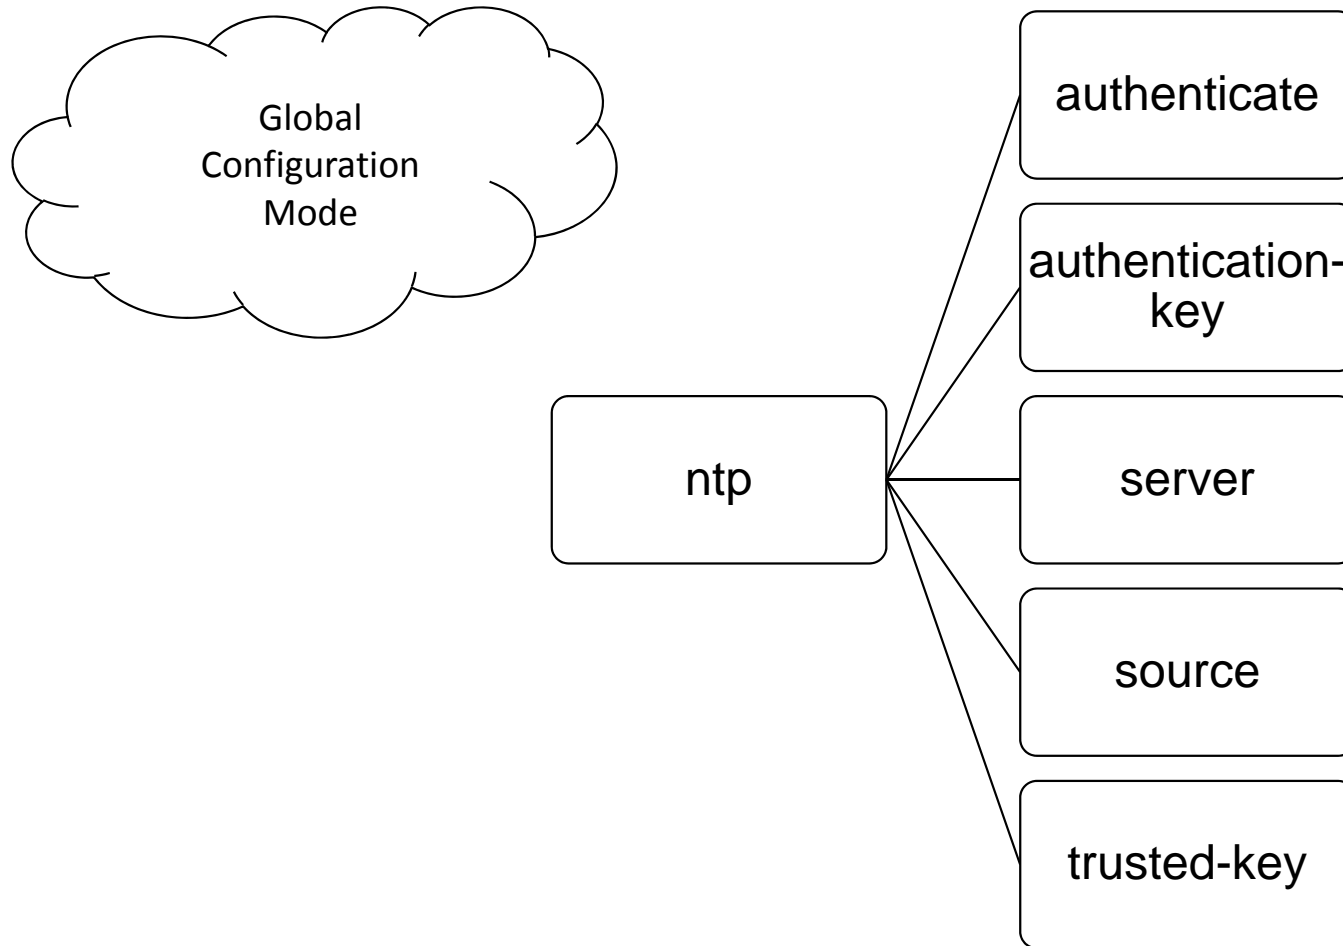 Global
Configuration
Mode
ntp
authenticate
authentication-
key
server
source
trusted-key